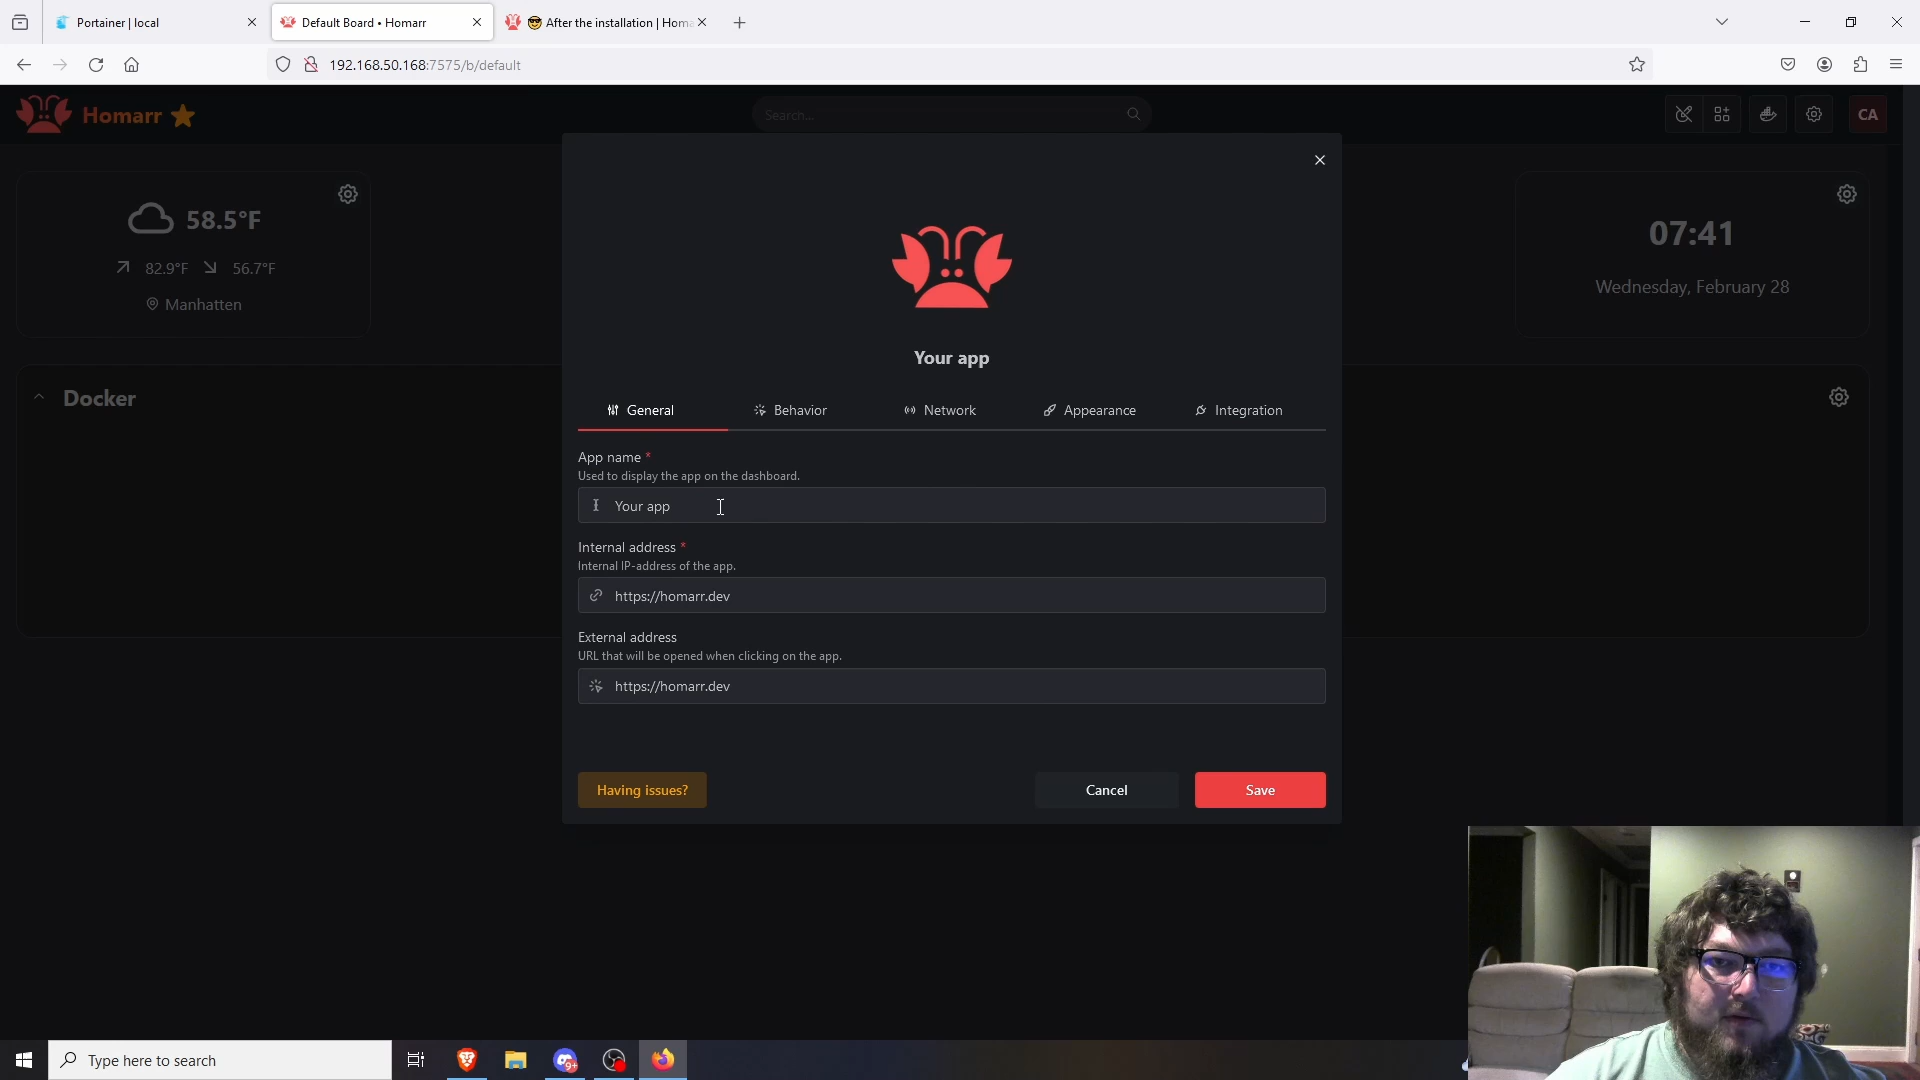 Portainer | local
Default Board • Homarr
After the installation | Hom
192.168.50.168:7575/b/default
Homarr
Search...
CA
58.5°F
82.9°F
56.7°F
Manhatten
07:41
Wednesday, February 28
Docker
Your app
General
Behavior
Network
Appearance
Integration
App name *
Used to display the app on the dashboard.
Your app
Internal address *
Internal IP-address of the app.
https://homarr.dev
External address
URL that will be opened when clicking on the app.
https://homarr.dev
Having issues?
Cancel
Save
Type here to search
9+